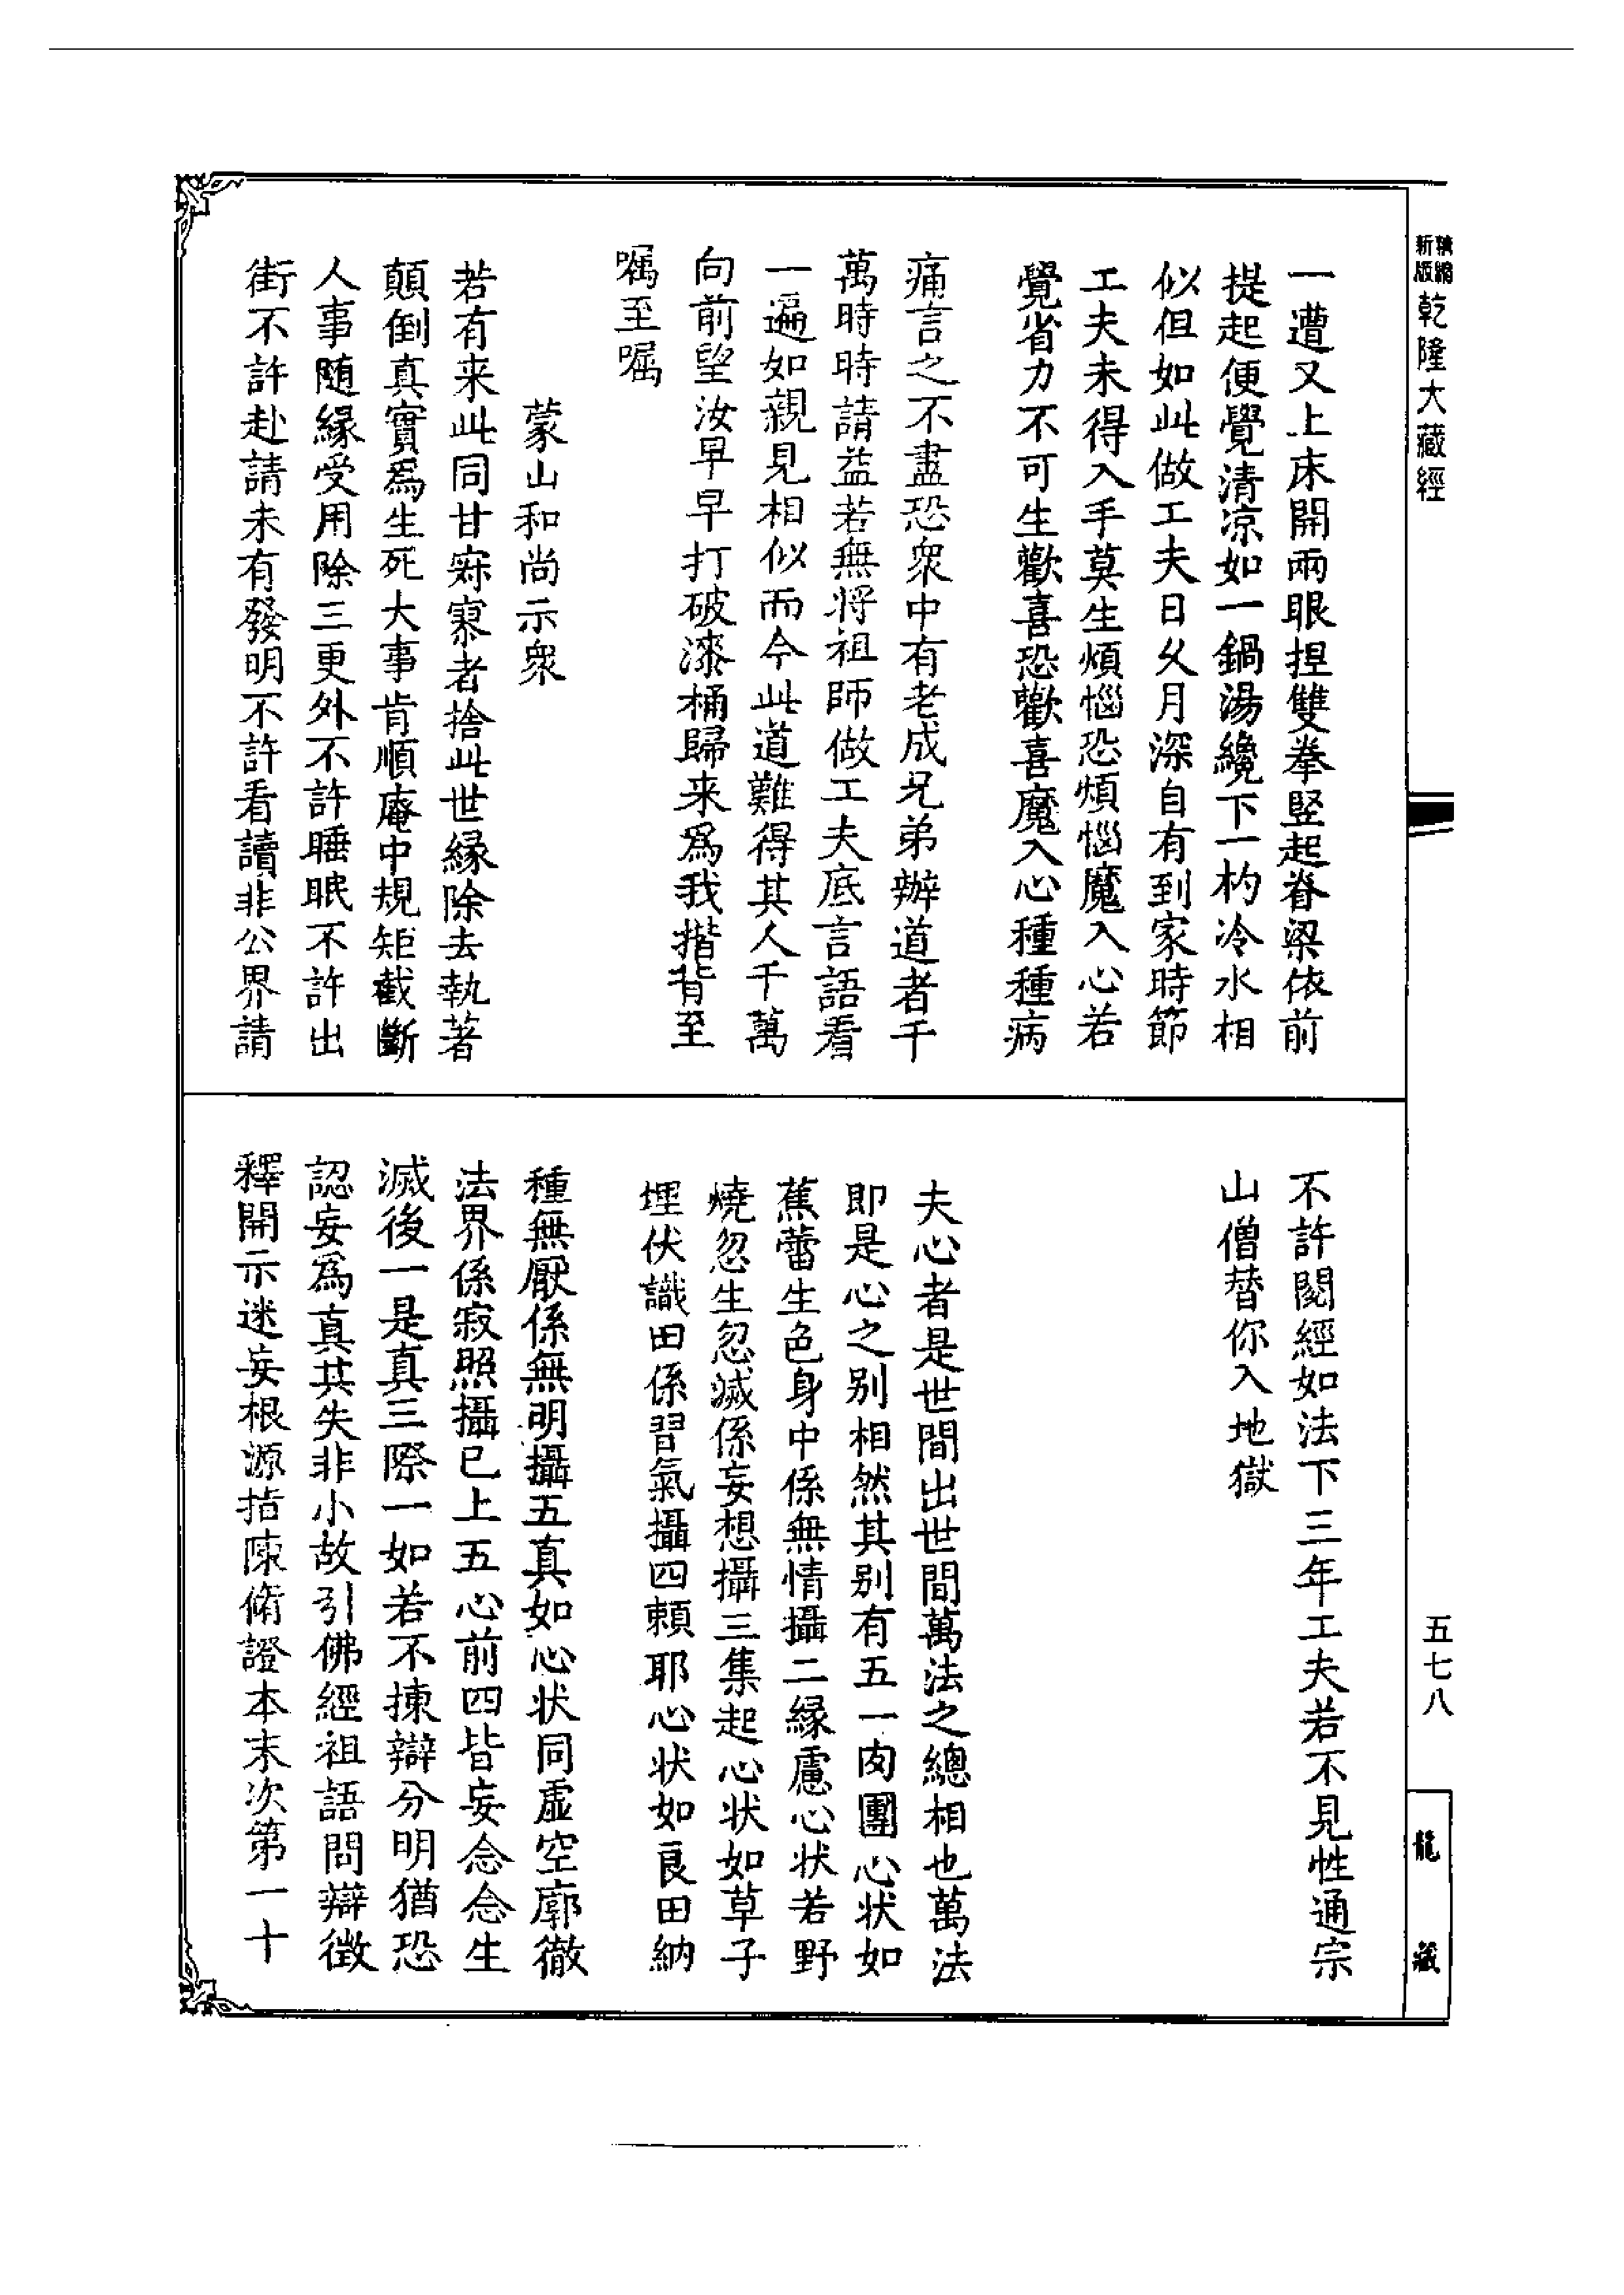 新編縮版乾隆大藏經
一遭又上床開兩眼捏雙拳竪起脊梁依前
提起便覺清凉如一鍋湯纔下一杓冷水相
似但如此做工夫日久月深自有到家時節
工夫未得入手莫生煩惱恐煩惱魔入心若
覺省力不可生歡喜恐歡喜魔入心種種病
痛言之不盡恐衆中有老成兄弟辦道者千
萬時時請益若無将祖師做工夫底言語看
一遍如親見相似而今此道難得其人千萬
向前望汝早早打破漆桶歸来爲我揩背至
嘱至嘱
蒙山和尚示衆
若有来此同甘寂寥者捨此世緣除去執著
顛倒真實爲生死大事肯順庵中規矩截斷
人事随緣受用除三更外不許睡眠不許出
街不許赴請未有發明不許看讀非公界請
不許閱經如法下三年工夫若不見性通宗
山僧替你入地獄
夫心者是世間出世間萬法之總相也萬法
即是心之别相然其别有五一肉團心状如
蕉蕾生色身中係無情攝二緣慮心状若野
燒忽生忽滅係妄想攝三集起心状如草子
埋伏識田係習氣攝四賴耶心状如良田納
種無厭係無明攝五真如心状同虚空廓徹
法界係寂照攝已上五心前四皆妄念念生
滅後一是真三際一如若不揀辯分明猶恐
認妄爲真其失非小故引佛經祖語問辯徴
釋開示迷妄根源指陳脩證本末次第一十
五七八
龍藏